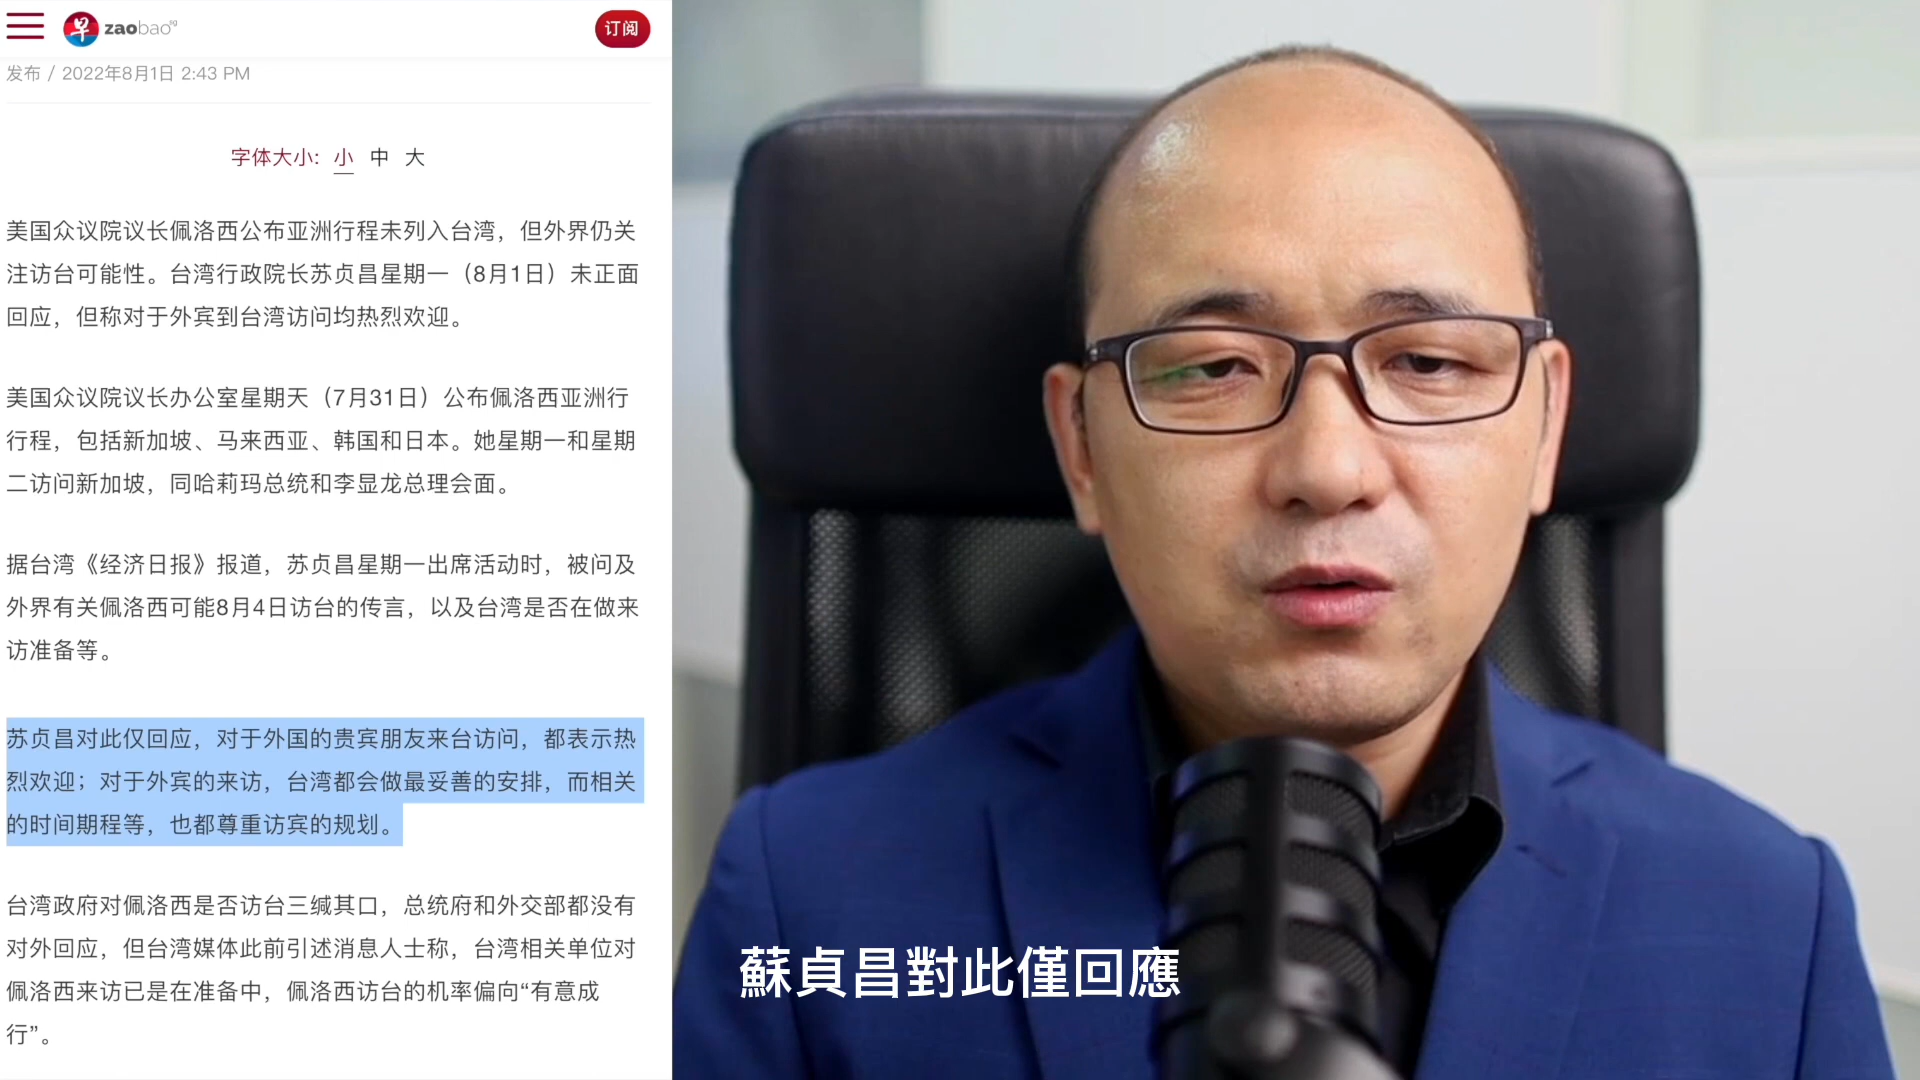 早 zaobao.sg
订阅
发布 / 2022年8月1日 2:43 PM
字体大小: 小 中 大
美国众议院议长佩洛西公布亚洲行程未列入台湾，但外界仍关
注访台可能性。台湾行政院长苏贞昌星期一（8月1日）未正面
回应，但称对于外宾到台湾访问均热烈欢迎。
美国众议院议长办公室星期天（7月31日）公布佩洛西亚洲行
行程，包括新加坡、马来西亚、韩国和日本。她星期一和星期
二访问新加坡，同哈莉玛总统和李显龙总理会面。
据台湾《经济日报》报道，苏贞昌星期一出席活动时，被问及
外界有关佩洛西可能8月4日访台的传言，以及台湾是否在做来
访准备等。
苏贞昌对此仅回应，对于外国的贵宾朋友来台访问，都表示热
烈欢迎；对于外宾的来访，台湾都会做最妥善的安排，而相关
的时间期程等，也都尊重访宾的规划。
台湾政府对佩洛西是否访台三缄其口，总统府和外交部都没有
对外回应，但台湾媒体此前引述消息人士称，台湾相关单位对
佩洛西来访已是在准备中，佩洛西访台的机率偏向“有意成
行”。
蘇貞昌對此僅回應